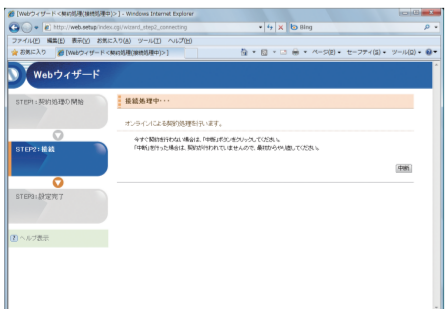 [Webウィザード <契約処理(接続処理中)>] - Windows Internet Explorer
http://web.setup/index.cgi/wizard_step2_connecting
Bing
ファイル(F) 編集(E) 表示(V) お気に入り(A) ツール(T) ヘルプ(H)
お気に入り [Webウィザード <契約処理(接続処理中)>]
ページ(P) セーフティ(S) ツール(O)
Webウィザード
STEP1:契約処理の開始
STEP2:接続
STEP3:設定完了
ヘルプ表示
接続処理中・・・
オンラインによる契約処理を行います。
今すぐ契約を行わない場合は、「中断」ボタンをクリックしてください。
「中断」を行った場合は、契約が行われていませんので、最初からやり直してください。
中断